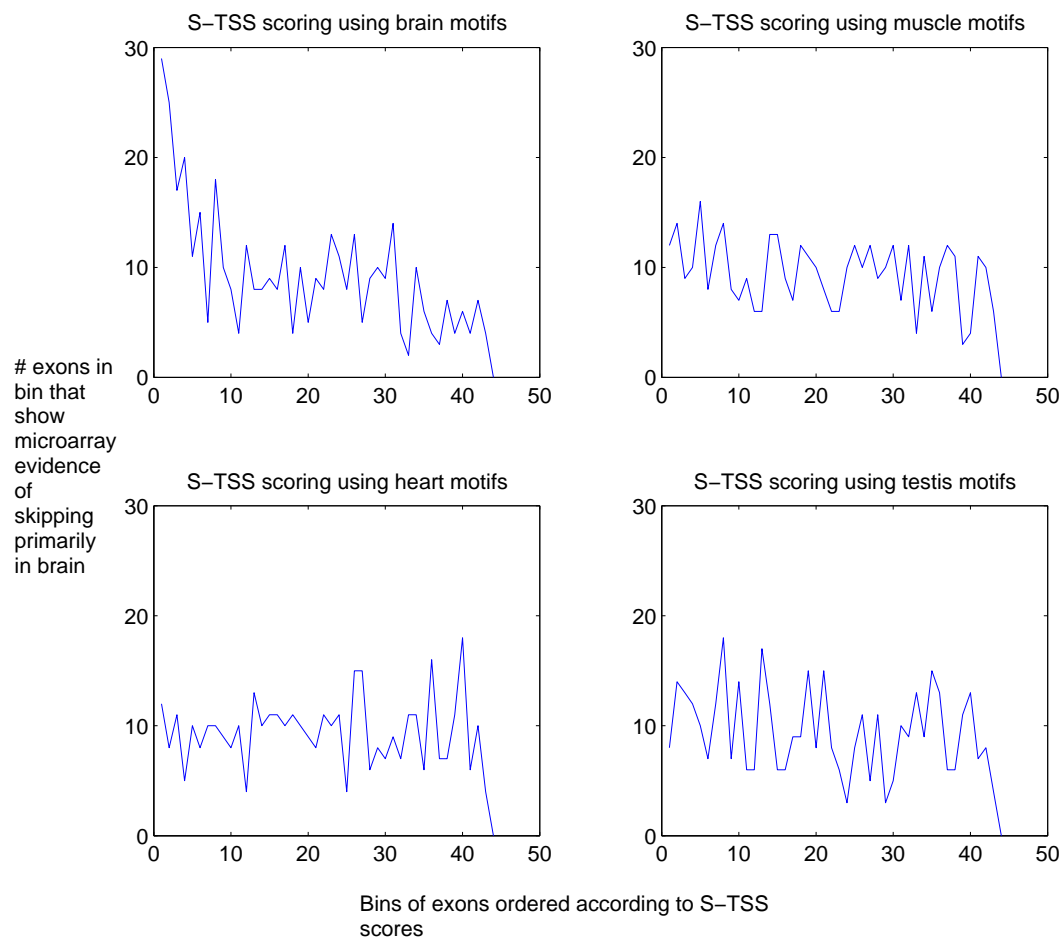 S−TSS scoring using brain motifs
S−TSS scoring using muscle motifs
30
20
10
0
0 10 20 30 40 50
30
20
10
0
0 10 20 30 40 50
# exons in
bin that
show
microarray
evidence
of
skipping
primarily
in brain
S−TSS scoring using heart motifs
S−TSS scoring using testis motifs
30
20
10
0
0 10 20 30 40 50
30
20
10
0
0 10 20 30 40 50
Bins of exons ordered according to S−TSS
scores